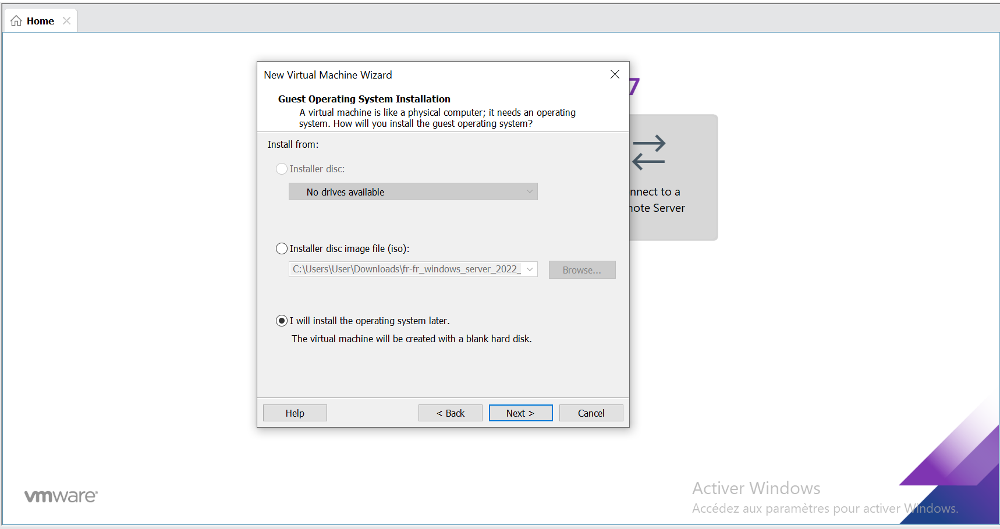 Home
New Virtual Machine Wizard
7
Guest Operating System Installation
A virtual machine is like a physical computer; it needs an operating
system. How will you install the guest operating system?
Install from:
Installer disc:
No drives available
nnect to a
note Server
Installer disc image file (iso):
C:\Users\User\Downloads\fr-fr_windows_server_2022_
Browse...
I will install the operating system later.
The virtual machine will be created with a blank hard disk.
Help
< Back
Next >
Cancel
vmware
Activer Windows
Accédez aux paramètres pour activer Windows.